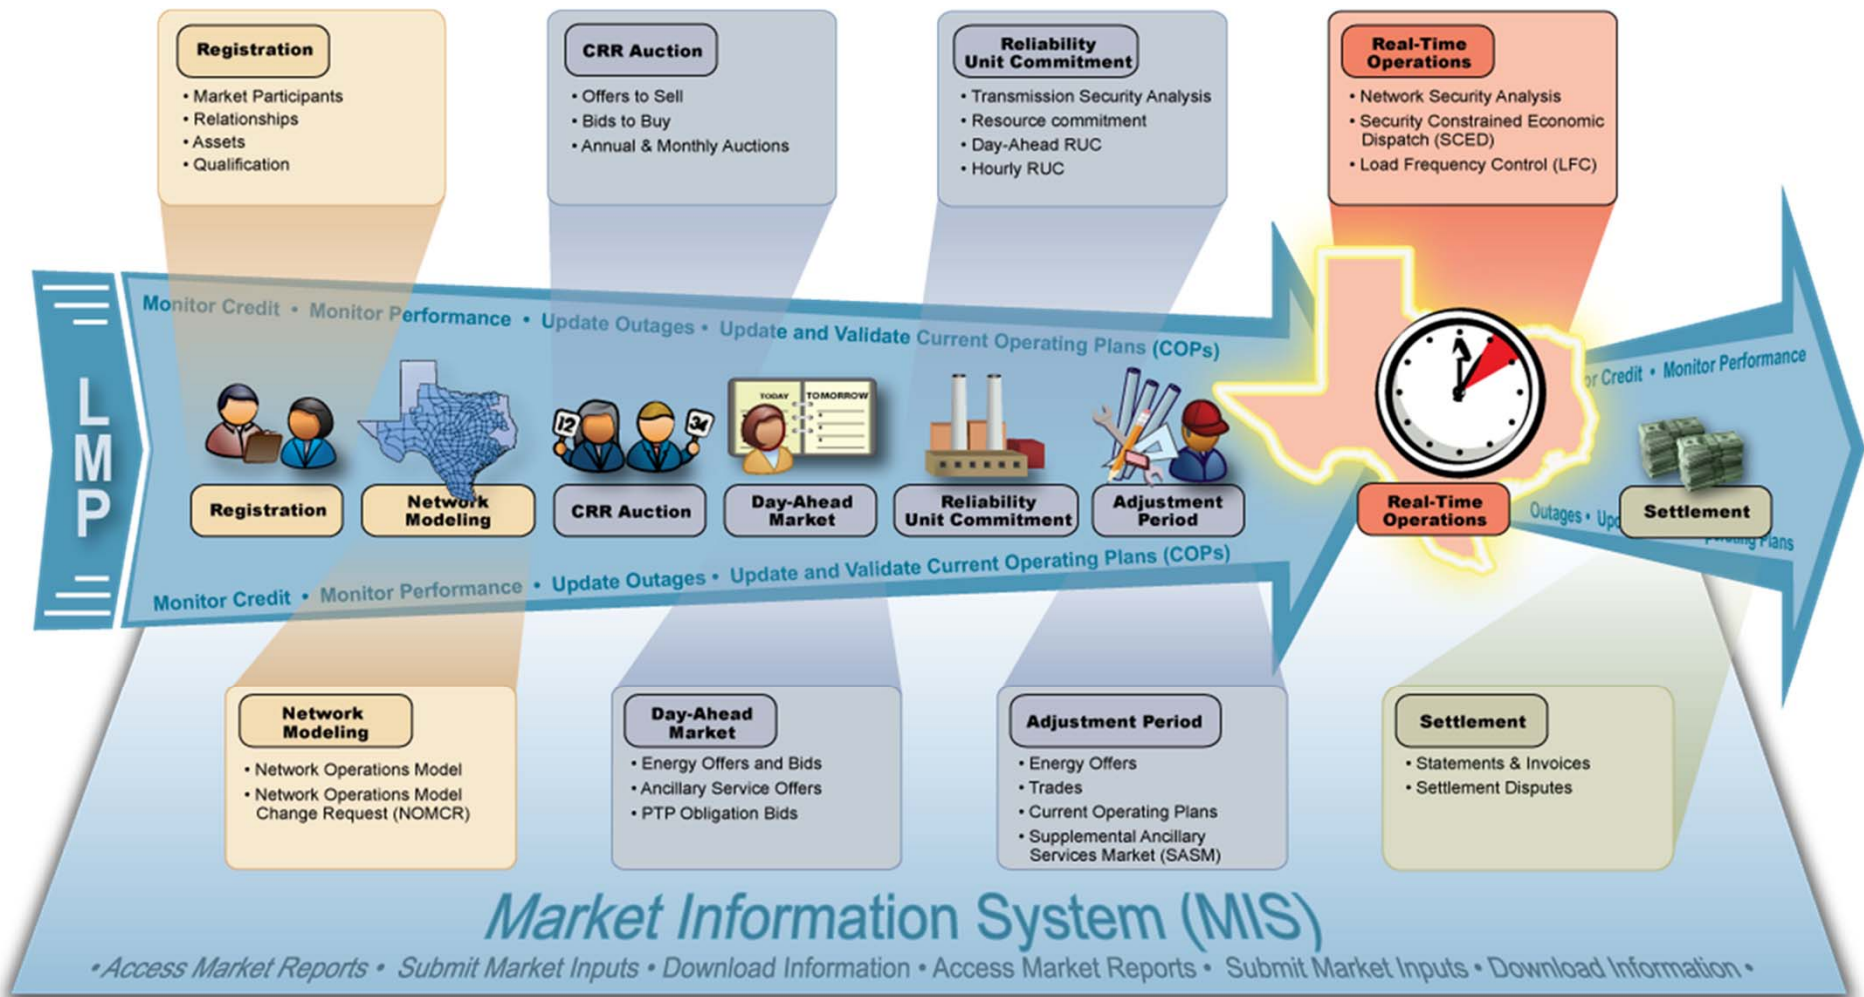 Registration
• Market Participants
• Relationships
• Assets
• Qualification
CRR Auction
• Offers to Sell
• Bids to Buy
• Annual & Monthly Auctions
Reliability
Unit Commitment
• Transmission Security Analysis
• Resource commitment
• Day-Ahead RUC
• Hourly RUC
Real-Time
Operations
• Network Security Analysis
• Security Constrained Economic
Dispatch (SCED)
• Load Frequency Control (LFC)
LMP
Monitor Credit • Monitor Performance • Update Outages • Update and Validate Current Operating Plans (COPs)
Credit • Monitor Performance
TODAY
TOMORROW
12
34
Registration
Network
Modeling
CRR Auction
Day-Ahead
Market
Reliability
Unit Commitment
Adjustment
Period
Real-Time
Operations
Outages •
Settlement
Plans
Monitor Credit • Monitor Performance • Update Outages • Update and Validate Current Operating Plans (COPs)
Network
Modeling
• Network Operations Model
• Network Operations Model
Change Request (NOMCR)
Day-Ahead
Market
• Energy Offers and Bids
• Ancillary Service Offers
• PTP Obligation Bids
Adjustment Period
• Energy Offers
• Trades
• Current Operating Plans
• Supplemental Ancillary
Services Market (SASM)
Settlement
• Statements & Invoices
• Settlement Disputes
Market Information System (MIS)
• Access Market Reports • Submit Market Inputs • Download Information • Access Market Reports • Submit Market Inputs • Download Information •